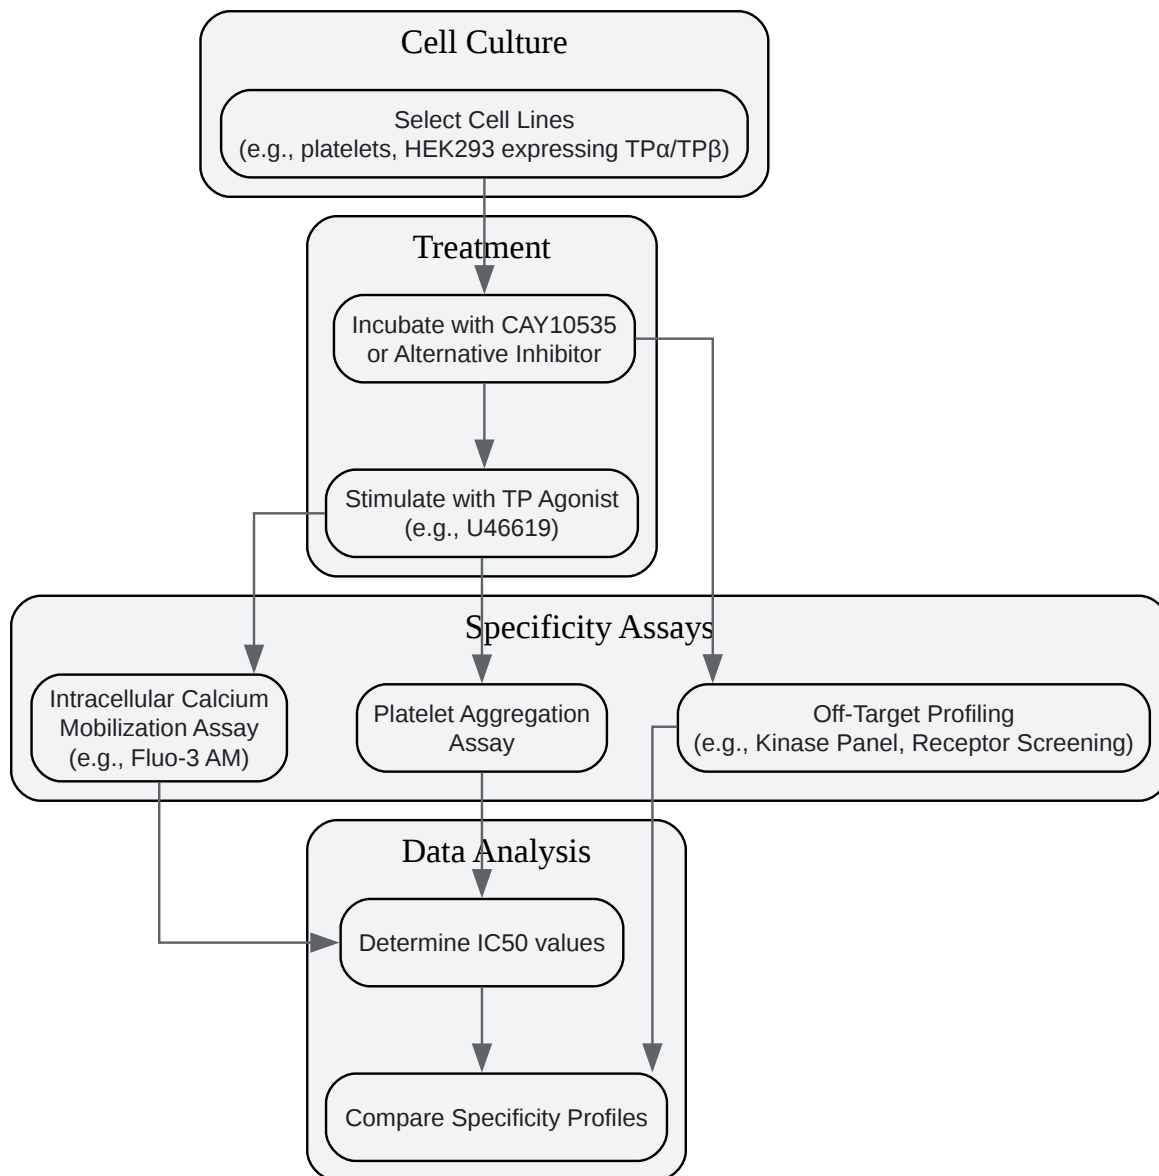 Cell Culture
Select Cell Lines
(e.g., platelets, HEK293 expressing TPα/TPβ)
Treatment
Incubate with CAY10535
or Alternative Inhibitor
Stimulate with TP Agonist
(e.g., U46619)
Specificity Assays
Intracellular Calcium
Mobilization Assay
(e.g., Fluo-3 AM)
Platelet Aggregation
Assay
Off-Target Profiling
(e.g., Kinase Panel, Receptor Screening)
Data Analysis
Determine IC50 values
Compare Specificity Profiles